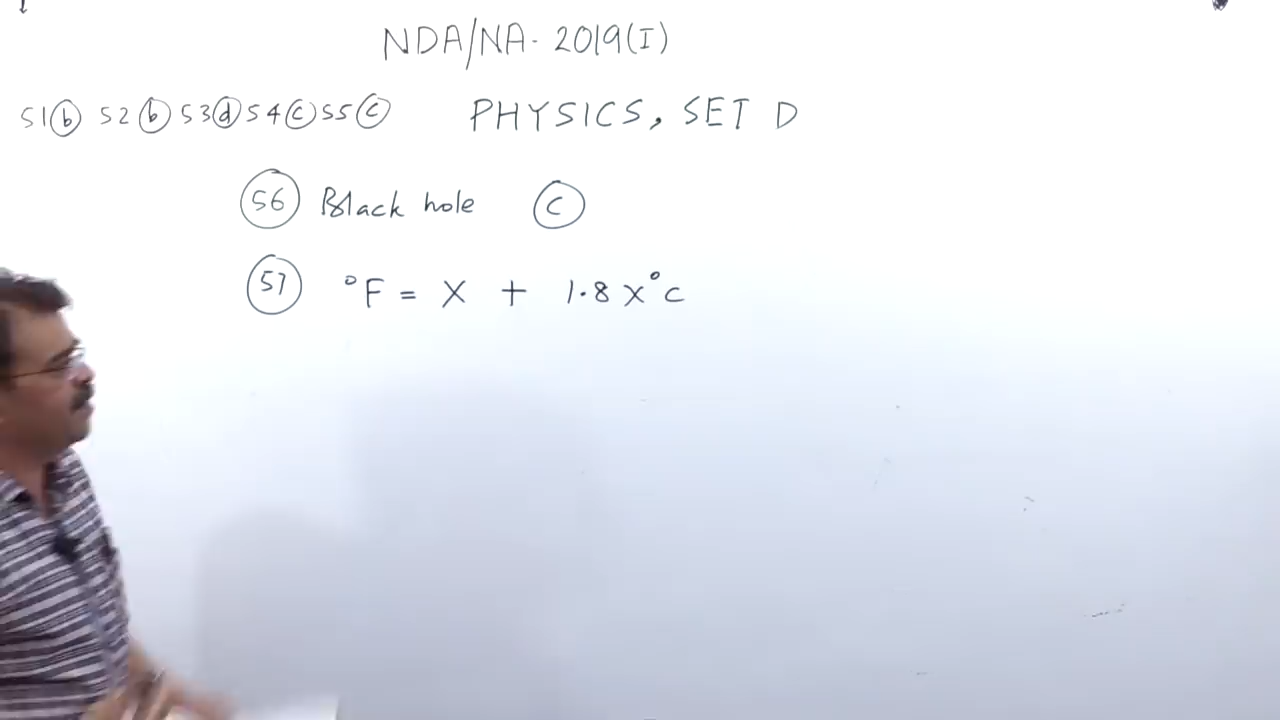 NDA/NA- 2019(I)
51 b 52 b 53 d 54 c 55 c PHYSICS, SET D
56 Black hole C
57 °F = X + 1.8 x °C